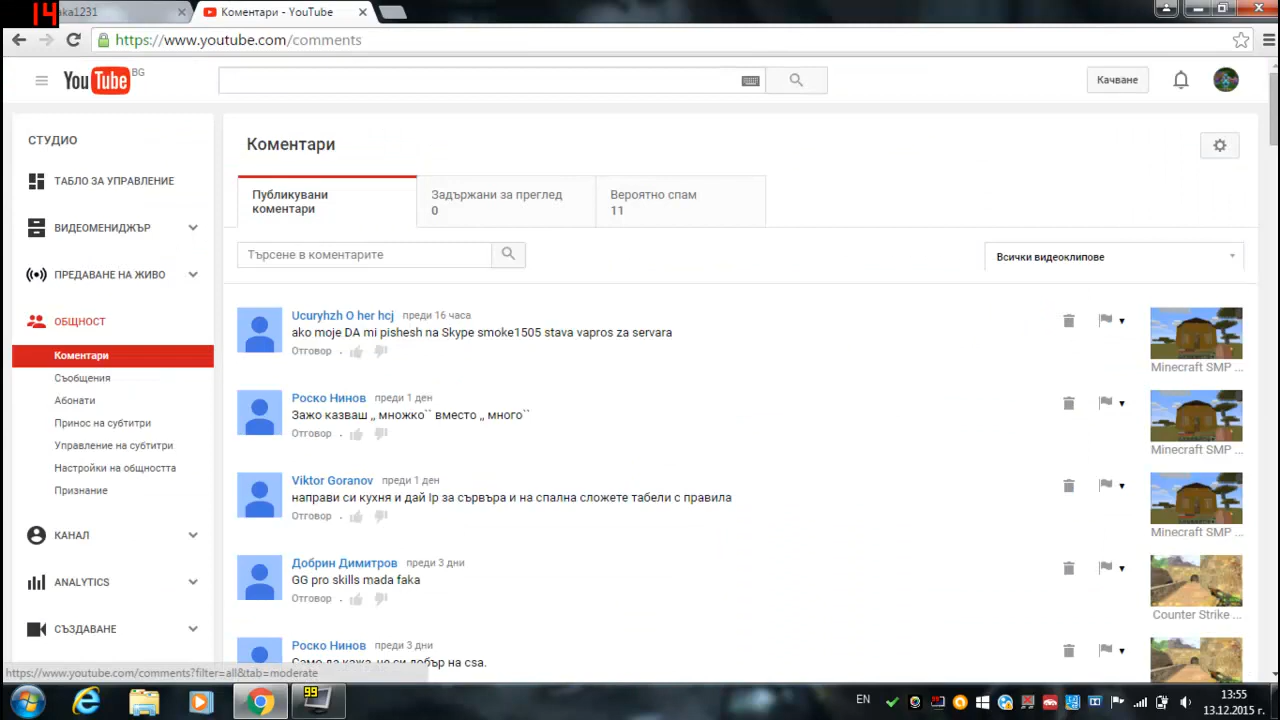 14
aka1231
Коментари - YouTube
https://www.youtube.com/comments
YouTube BG
Качване
СТУДИО
ТАБЛО ЗА УПРАВЛЕНИЕ
ВИДЕОМЕНИДЖЪР
ПРЕДАВАНЕ НА ЖИВО
ОБЩНОСТ
Коментари
Съобщения
Абонати
Принос на субтитри
Управление на субтитри
Настройки на общността
Признание
КАНАЛ
ANALYTICS
СЪЗДАВАНЕ
Коментари
Публикувани
коментари
Задържани за преглед
0
Вероятно спам
11
Търсене в коментарите
Всички видеоклипове
Ucuryhzh O her hcj преди 16 часа
ako moje DA mi pishesh na Skype smoke1505 stava vapros za servara
Отговор .
Minecraft SMP ...
Роско Нинов преди 1 ден
Зажо казваш ,, множко`` вместо ,, много``
Отговор .
Minecraft SMP ...
Viktor Goranov преди 1 ден
направи си кухня и дай Ip за сървъра и на спална сложете табели с правила
Отговор .
Minecraft SMP ...
Добрин Димитров преди 3 дни
GG pro skills mada faka
Отговор .
Counter Strike ...
Роско Нинов преди 3 дни
Само да кажа, че си добър на csa.
https://www.youtube.com/comments?filter=all&tab=moderate
99
EN
13:55
13.12.2015 г.